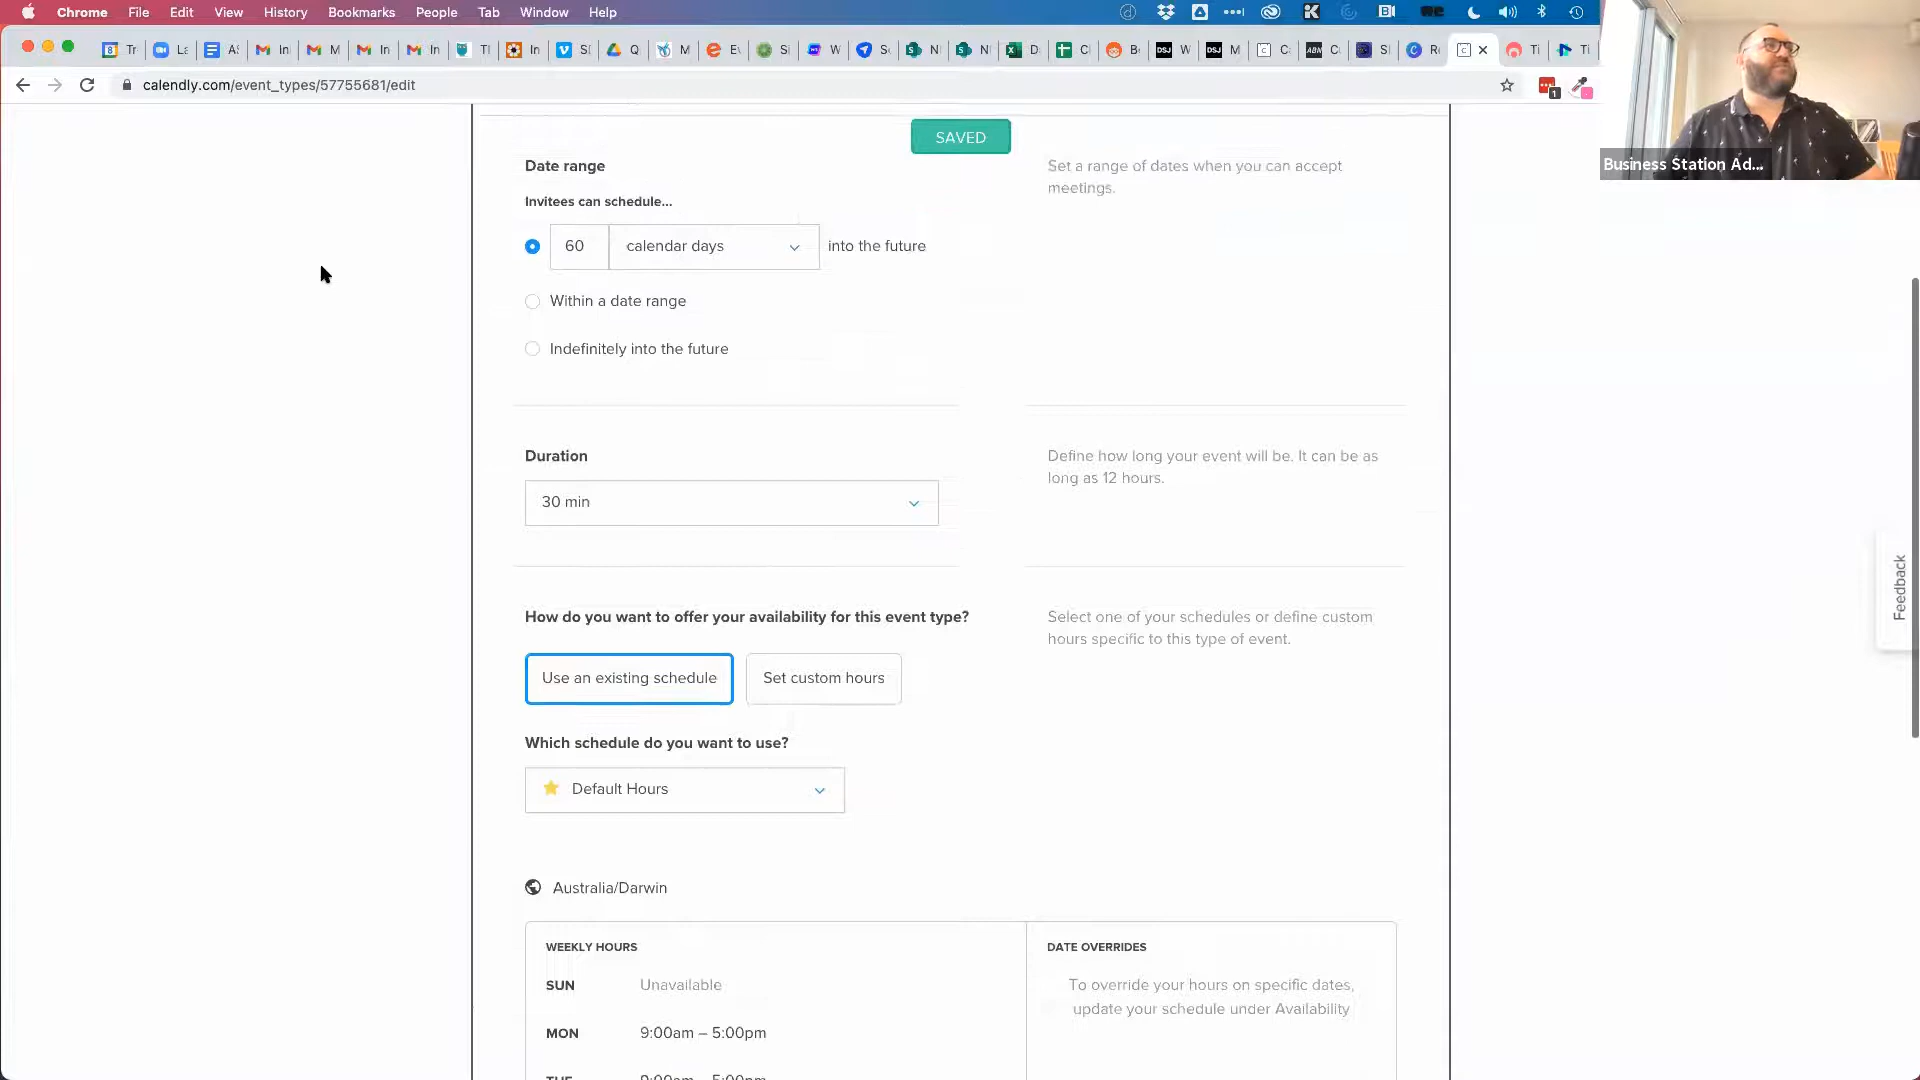 Chrome File Edit View History Bookmarks People Tab Window Help
calendly.com/event_types/57755681/edit
Business Station Ad...
SAVED
Date range
Set a range of dates when you can accept
meetings.
Invitees can schedule...
60 calendar days into the future
Within a date range
Indefinitely into the future
Duration
Define how long your event will be. It can be as
long as 12 hours.
30 min
How do you want to offer your availability for this event type?
Select one of your schedules or define custom
hours specific to this type of event.
Use an existing schedule Set custom hours
Which schedule do you want to use?
Default Hours
Australia/Darwin
WEEKLY HOURS
DATE OVERRIDES
SUN Unavailable
To override your hours on specific dates,
update your schedule under Availability
MON 9:00am – 5:00pm
Feedback